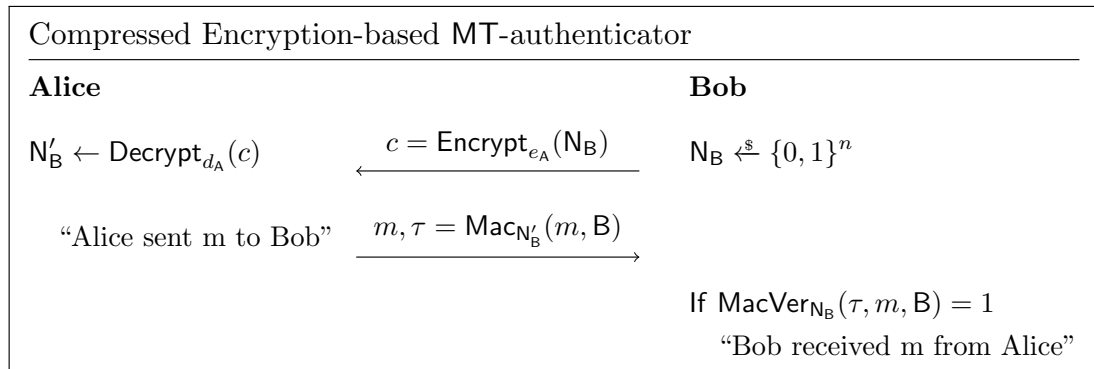 Compressed Encryption-based MT-authenticator
Alice Bob
N′_B ← Decrypt_{d_A}(c) c = Encrypt_{e_A}(N_B) N_B ←$ {0, 1}^n
“Alice sent m to Bob” m, τ = Mac_{N′_B}(m, B)
If MacVer_{N_B}(τ, m, B) = 1
“Bob received m from Alice”